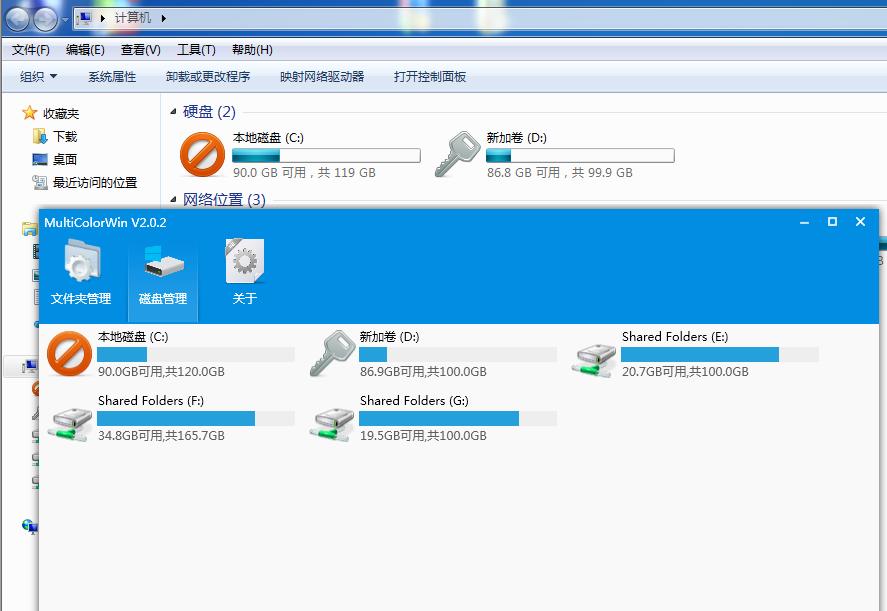 计算机
文件(F) 编辑(E) 查看(V) 工具(T) 帮助(H)
组织 系统属性 卸载或更改程序 映射网络驱动器 打开控制面板
收藏夹
下载
桌面
最近访问的位置
硬盘 (2)
本地磁盘 (C:)
90.0 GB 可用，共 119 GB
新加卷 (D:)
86.8 GB 可用，共 99.9 GB
网络位置 (3)
MultiColorWin V2.0.2
文件夹管理 磁盘管理 关于
本地磁盘 (C:)
90.0GB可用,共120.0GB
新加卷 (D:)
86.9GB可用,共100.0GB
Shared Folders (E:)
20.7GB可用,共100.0GB
Shared Folders (F:)
34.8GB可用,共165.7GB
Shared Folders (G:)
19.5GB可用,共100.0GB